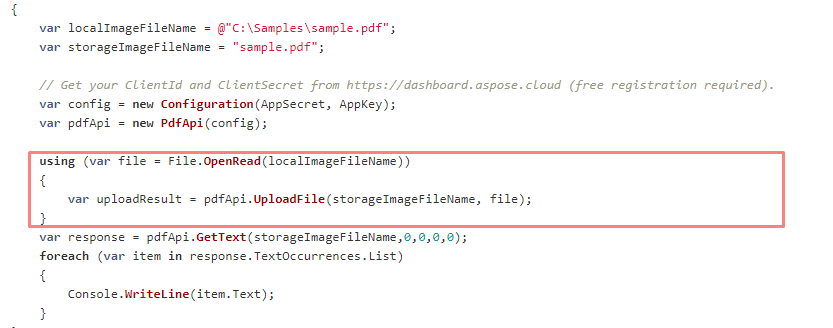 {
var localImageFileName = @"C:\Samples\sample.pdf";
var storageImageFileName = "sample.pdf";
// Get your ClientId and ClientSecret from https://dashboard.aspose.cloud (free registration required).
var config = new Configuration(AppSecret, AppKey);
var pdfApi = new PdfApi(config);
using (var file = File.OpenRead(localImageFileName))
{
var uploadResult = pdfApi.UploadFile(storageImageFileName, file);
}
var response = pdfApi.GetText(storageImageFileName,0,0,0,0);
foreach (var item in response.TextOccurrences.List)
{
Console.WriteLine(item.Text);
}